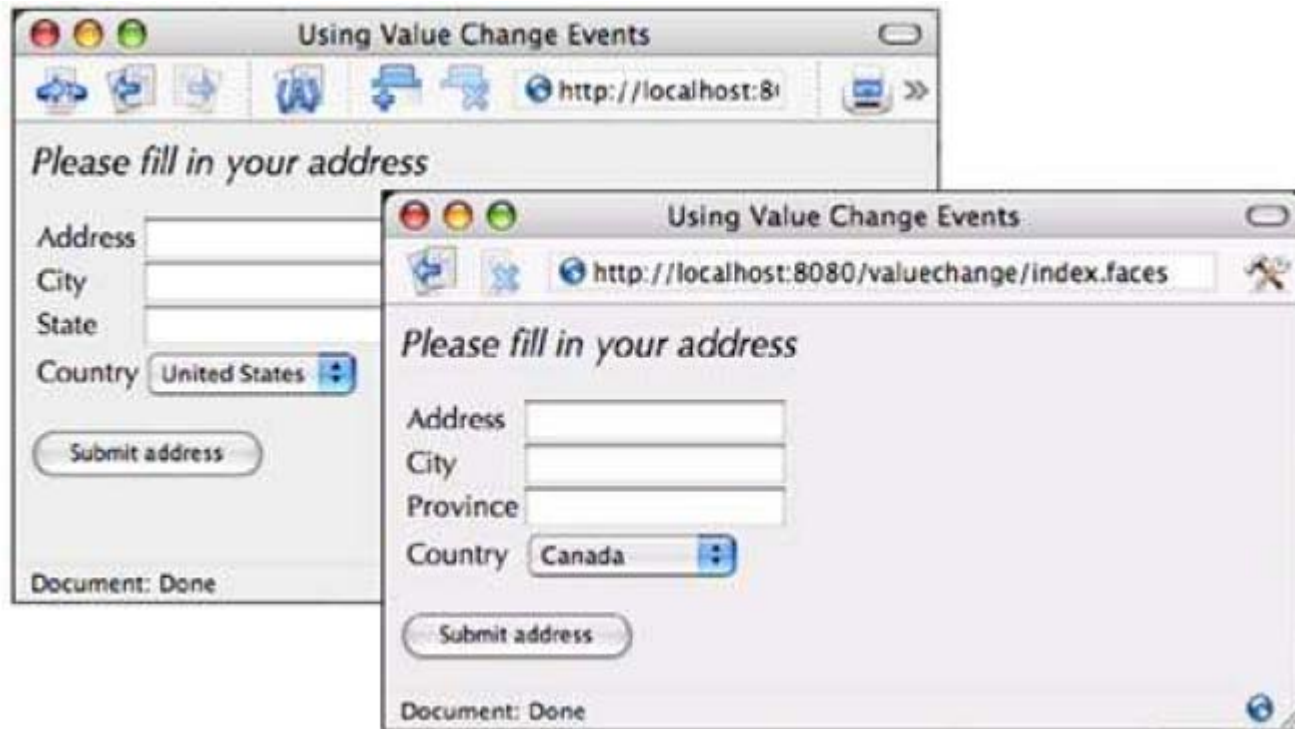 Using Value Change Events
http://localhost:8
Please fill in your address
Address
City
State
Country United States
Submit address
Document: Done
Using Value Change Events
http://localhost:8080/valuechange/index.faces
Please fill in your address
Address
City
Province
Country Canada
Submit address
Document: Done